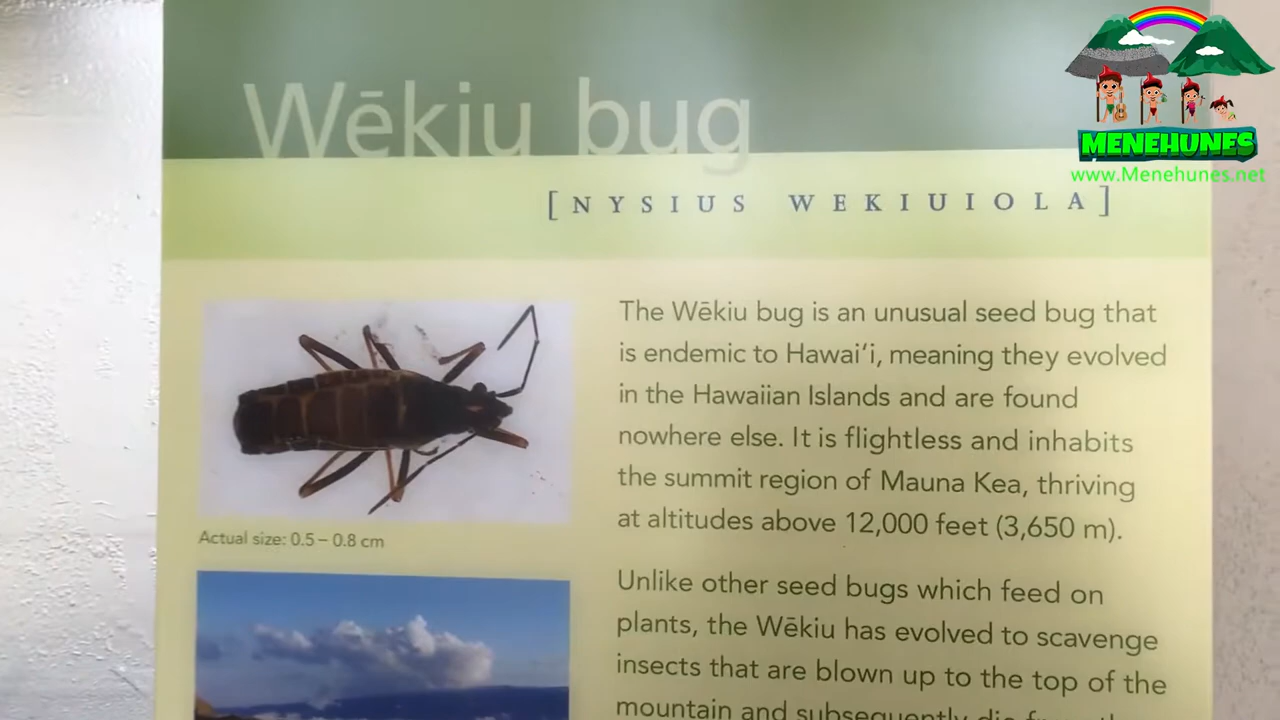 Wēkiu bug
[NYSIUS WEKIUIOLA]
The Wēkiu bug is an unusual seed bug that
is endemic to Hawaiʻi, meaning they evolved
in the Hawaiian Islands and are found
nowhere else. It is flightless and inhabits
the summit region of Mauna Kea, thriving
at altitudes above 12,000 feet (3,650 m).
Actual size: 0.5 – 0.8 cm
Unlike other seed bugs which feed on
plants, the Wēkiu has evolved to scavenge
insects that are blown up to the top of the
mountain and subsequently die from the
MENEHUNES
www.Menehunes.net